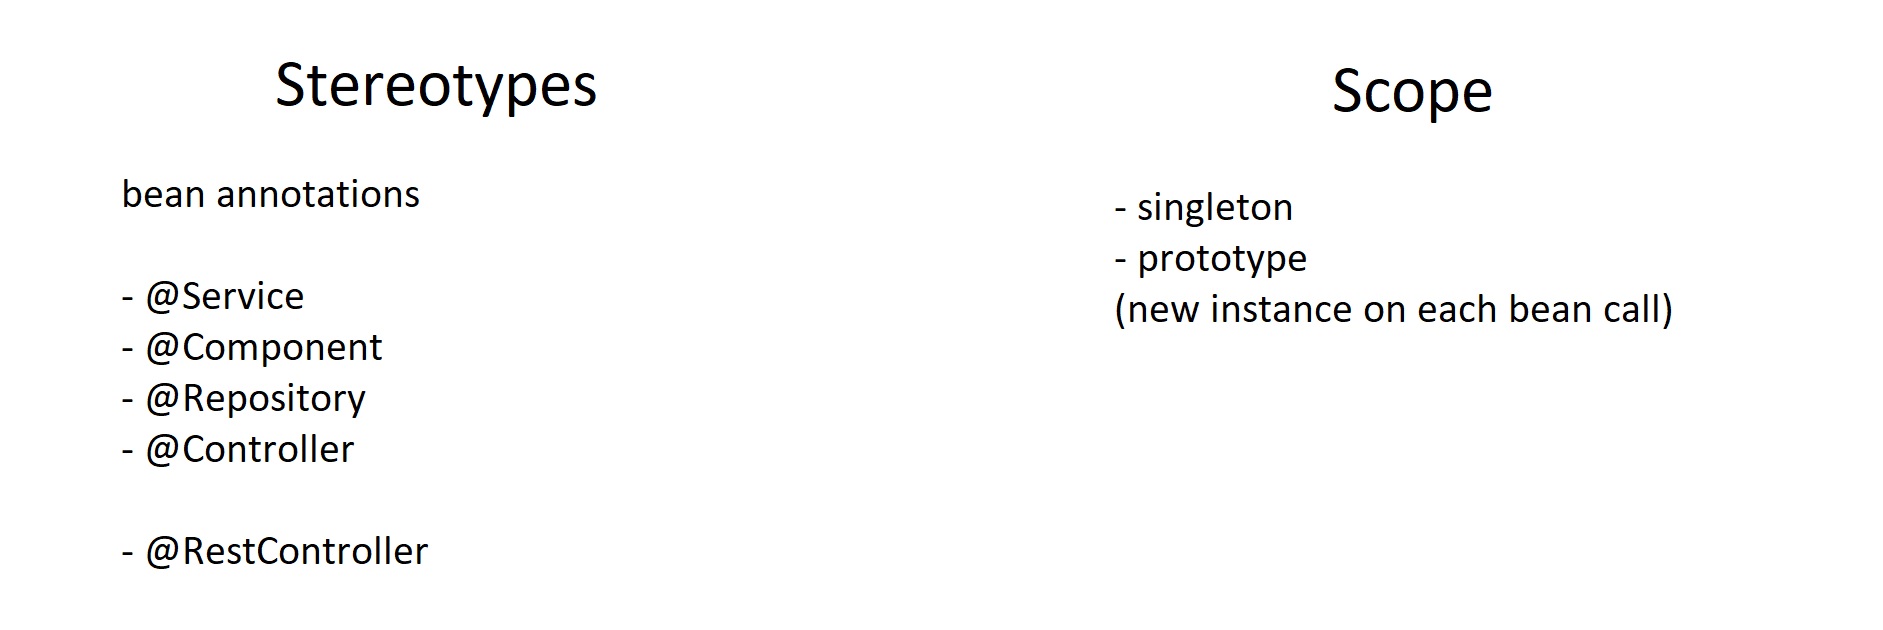 Stereotypes
bean annotations
- @Service
- @Component
- @Repository
- @Controller
- @RestController
Scope
- singleton
- prototype
(new instance on each bean call)